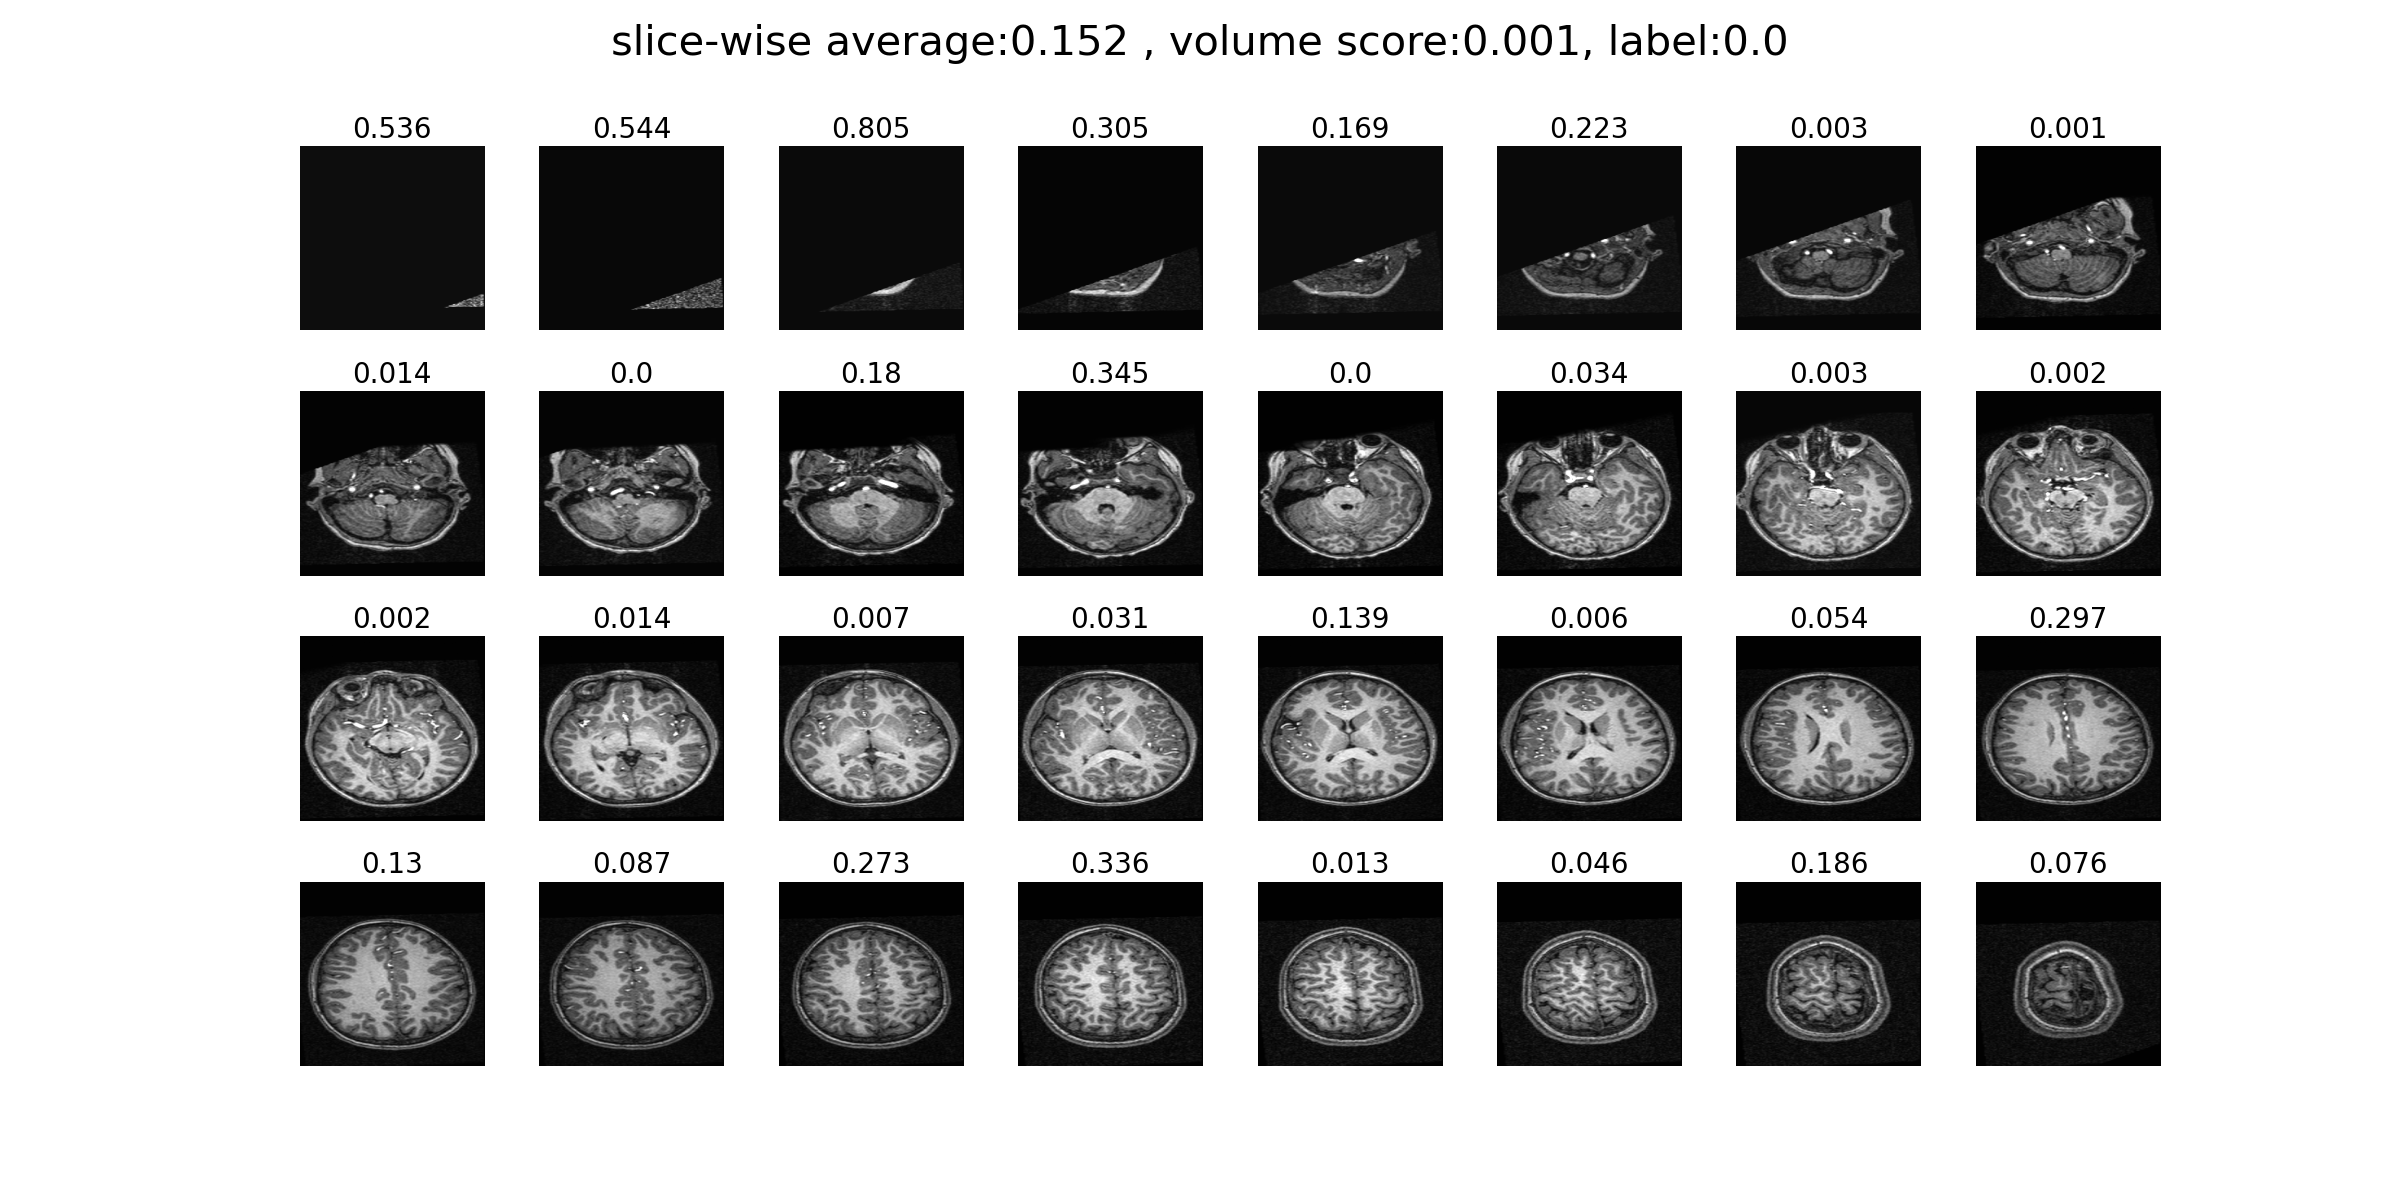 slice-wise average:0.152 , volume score:0.001, label:0.0
0.536 0.544 0.805 0.305 0.169 0.223 0.003 0.001
0.014 0.0 0.18 0.345 0.0 0.034 0.003 0.002
0.002 0.014 0.007 0.031 0.139 0.006 0.054 0.297
0.13 0.087 0.273 0.336 0.013 0.046 0.186 0.076